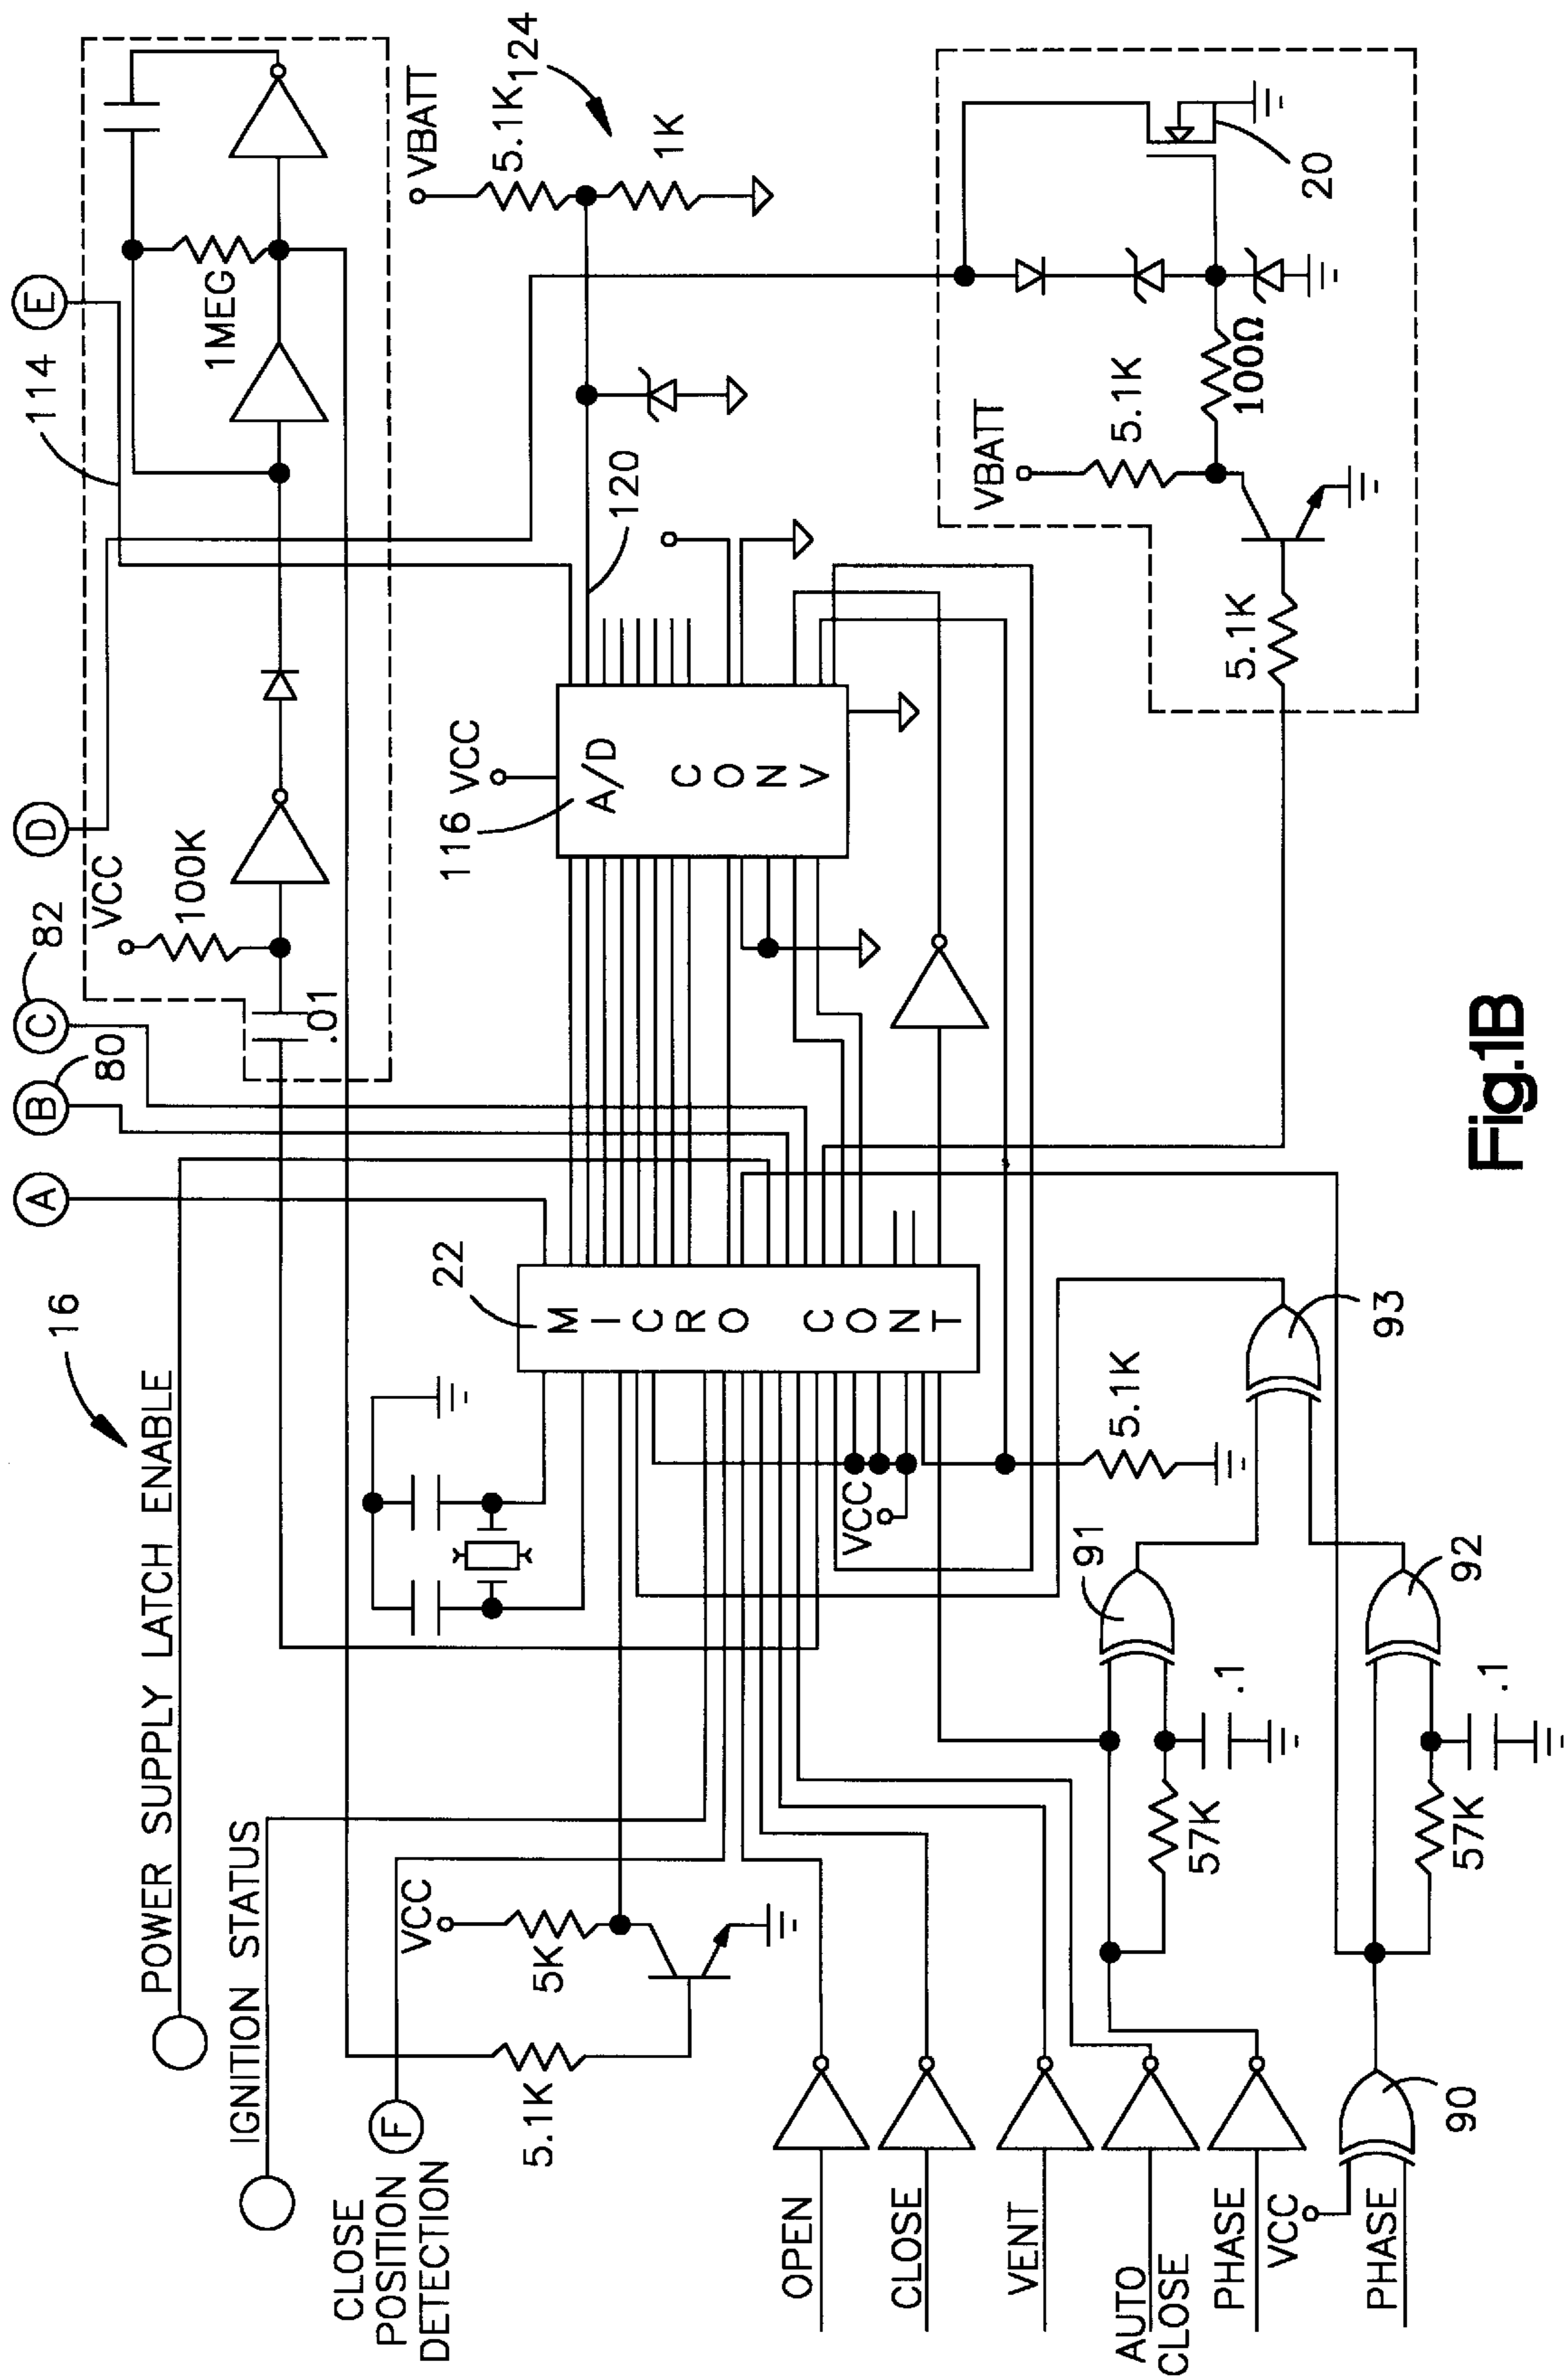 16
POWER SUPPLY LATCH ENABLE
IGNITION STATUS
CLOSE
POSITION
DETECTION
F
A
B
80
C
82
D
E
114
.01
VCC
100K
1MEG
VBATT
5.1K
124
1K
120
VCC
116
A/D
C
O
N
V
22
M
I
C
R
O
C
O
N
T
VCC
5K
5.1K
VCC
5.1K
VBATT
5.1K
100Ω
5.1K
20
OPEN
CLOSE
VENT
AUTO
CLOSE
PHASE
VCC
PHASE
90
57K
.1
91
57K
.1
92
93
Fig.1B